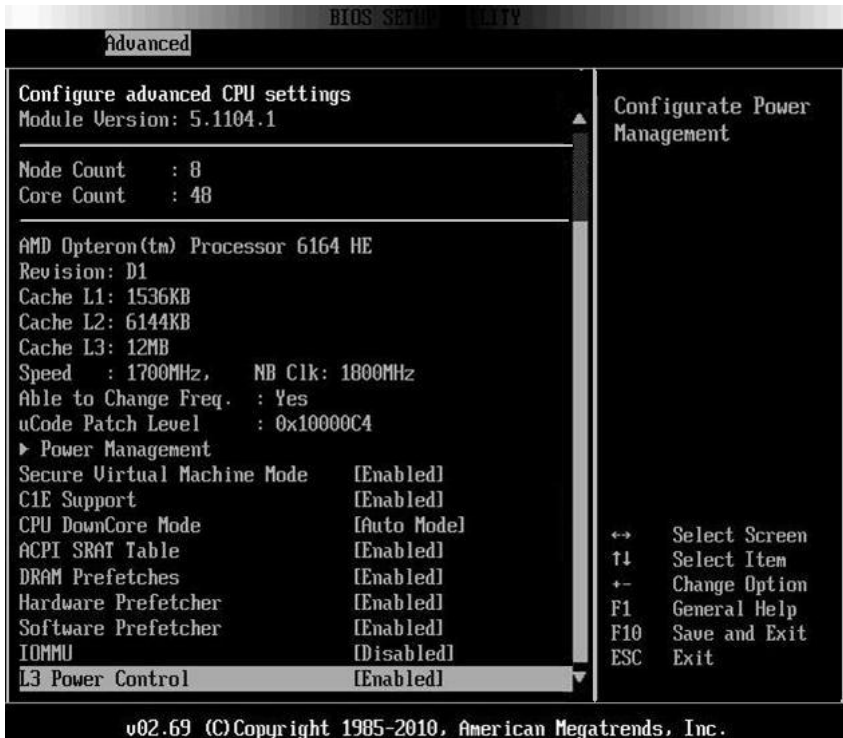 BIOS SETUP UTILITY
Advanced
Configure advanced CPU settings
Module Version: 5.1104.1
Node Count : 8
Core Count : 48
AMD Opteron(tm) Processor 6164 HE
Revision: D1
Cache L1: 1536KB
Cache L2: 6144KB
Cache L3: 12MB
Speed : 1700MHz, NB Clk: 1800MHz
Able to Change Freq. : Yes
uCode Patch Level : 0x10000C4
▶ Power Management
Secure Virtual Machine Mode [Enabled]
C1E Support [Enabled]
CPU DownCore Mode [Auto Mode]
ACPI SRAT Table [Enabled]
DRAM Prefetches [Enabled]
Hardware Prefetcher [Enabled]
Software Prefetcher [Enabled]
IOMMU [Disabled]
L3 Power Control [Enabled]
Configurate Power
Management
↔ Select Screen
↑↓ Select Item
+- Change Option
F1 General Help
F10 Save and Exit
ESC Exit
v02.69 (C)Copyright 1985-2010, American Megatrends, Inc.